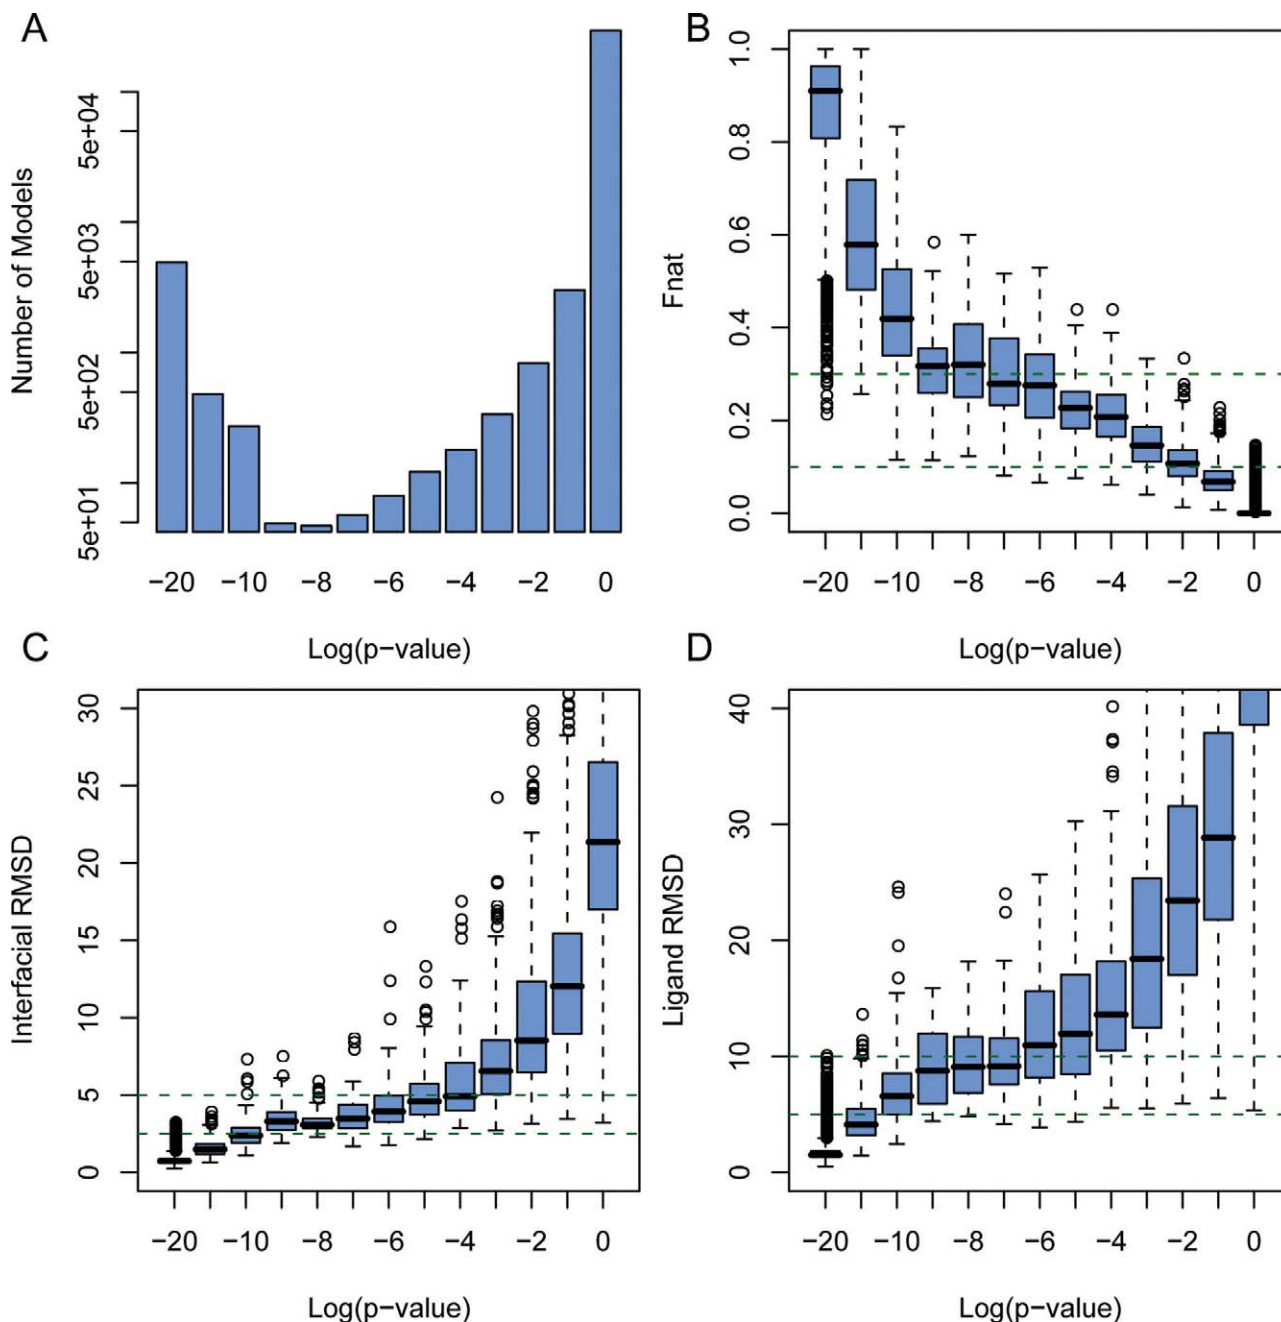 A
Number of Models
5e+04
5e+03
5e+02
5e+01
−20 −10 −8 −6 −4 −2 0
Log(p−value)
B
Fnat
1.0
0.8
0.6
0.4
0.2
0.0
−20 −10 −8 −6 −4 −2 0
Log(p−value)
C
Interfacial RMSD
30
25
20
15
10
5
0
−20 −10 −8 −6 −4 −2 0
Log(p−value)
D
Ligand RMSD
40
30
20
10
0
−20 −10 −8 −6 −4 −2 0
Log(p−value)